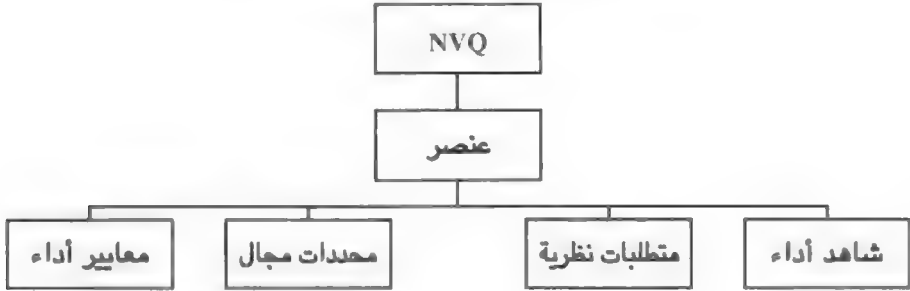 NVQ
عنصر
شاهد أداء
متطلبات نظرية
محددات مجال
معايير أداء